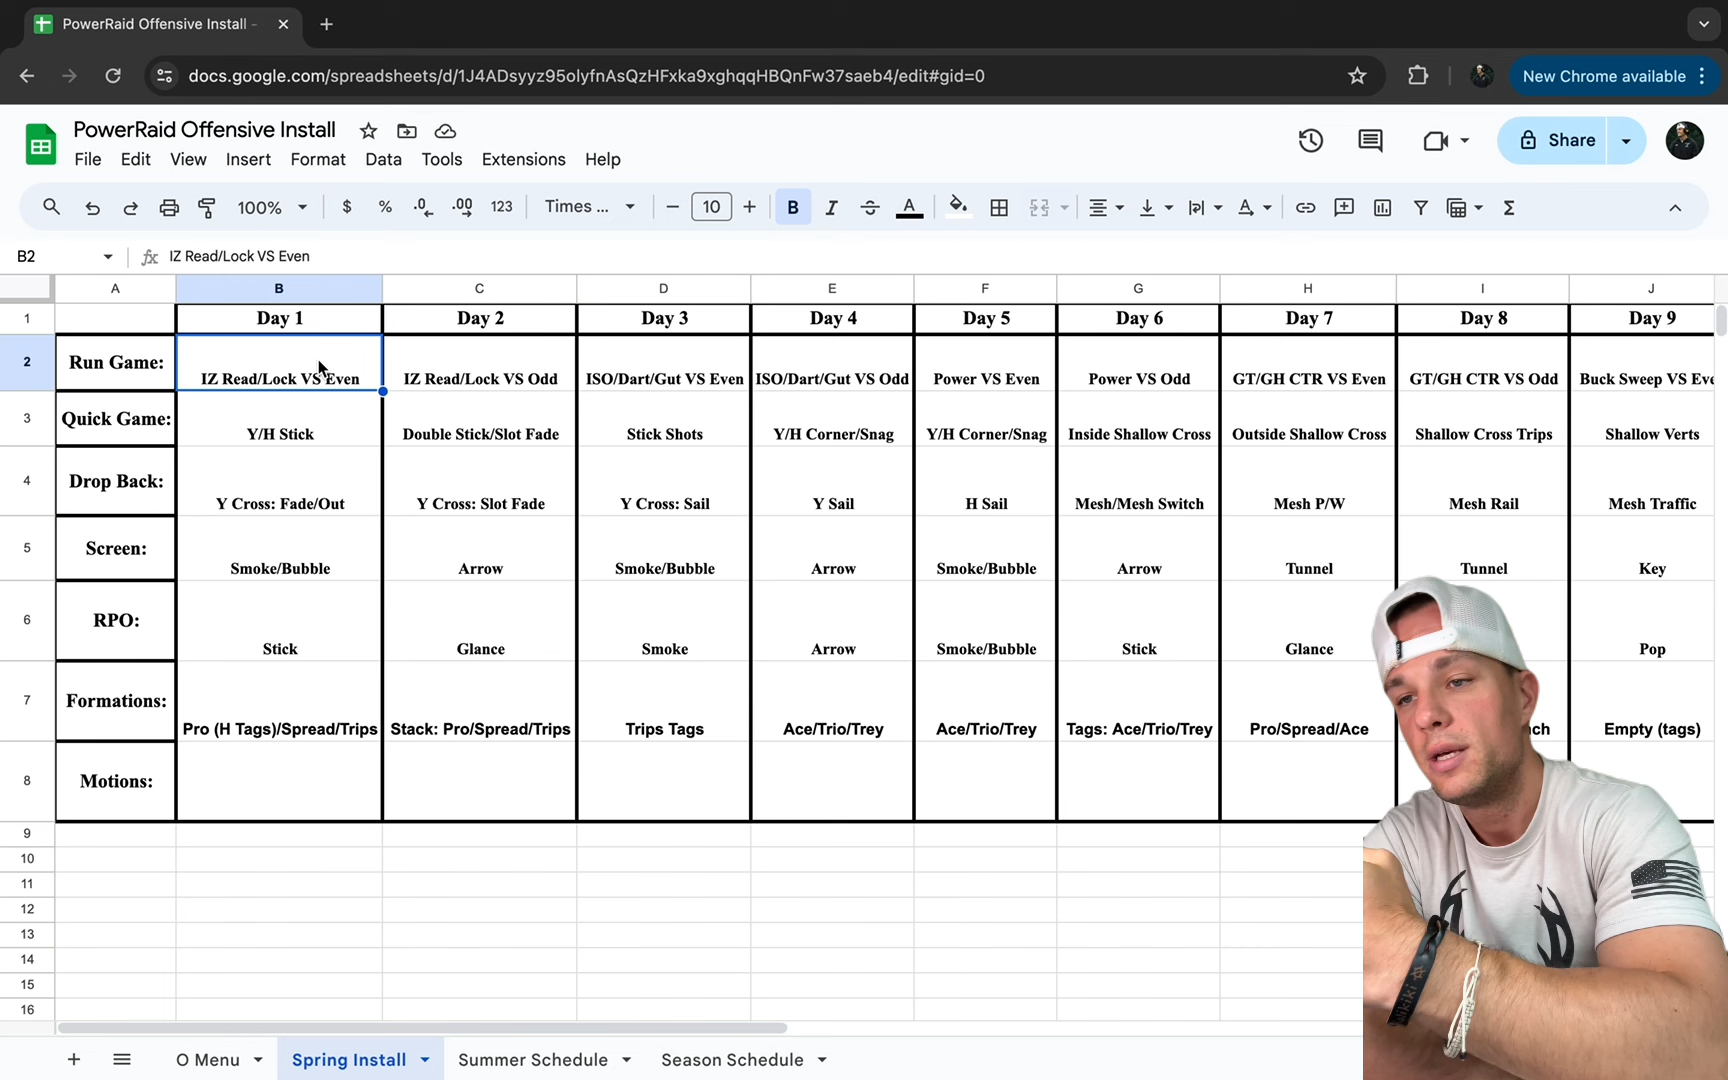 PowerRaid Offensive Install -
docs.google.com/spreadsheets/d/1J4ADsyyz95olyfnAsQzHFxka9xghqqHBQnFw37saeb4/edit#gid=0
New Chrome available
PowerRaid Offensive Install
File Edit View Insert Format Data Tools Extensions Help
Share
100% $ % .0 .00 123 Times ... 10 B I A
B2 fx IZ Read/Lock VS Even
A B C D E F G H I J
1 Day 1 Day 2 Day 3 Day 4 Day 5 Day 6 Day 7 Day 8 Day 9
2 Run Game: IZ Read/Lock VS Even IZ Read/Lock VS Odd ISO/Dart/Gut VS Even ISO/Dart/Gut VS Odd Power VS Even Power VS Odd GT/GH CTR VS Even GT/GH CTR VS Odd Buck Sweep VS Eve
3 Quick Game: Y/H Stick Double Stick/Slot Fade Stick Shots Y/H Corner/Snag Y/H Corner/Snag Inside Shallow Cross Outside Shallow Cross Shallow Cross Trips Shallow Verts
4 Drop Back: Y Cross: Fade/Out Y Cross: Slot Fade Y Cross: Sail Y Sail H Sail Mesh/Mesh Switch Mesh P/W Mesh Rail Mesh Traffic
5 Screen: Smoke/Bubble Arrow Smoke/Bubble Arrow Smoke/Bubble Arrow Tunnel Tunnel Key
6 RPO: Stick Glance Smoke Arrow Smoke/Bubble Stick Glance Pop
7 Formations: Pro (H Tags)/Spread/Trips Stack: Pro/Spread/Trips Trips Tags Ace/Trio/Trey Ace/Trio/Trey Tags: Ace/Trio/Trey Pro/Spread/Ace ch Empty (tags)
8 Motions:
9
10
11
12
13
14
15
16
O Menu Spring Install Summer Schedule Season Schedule